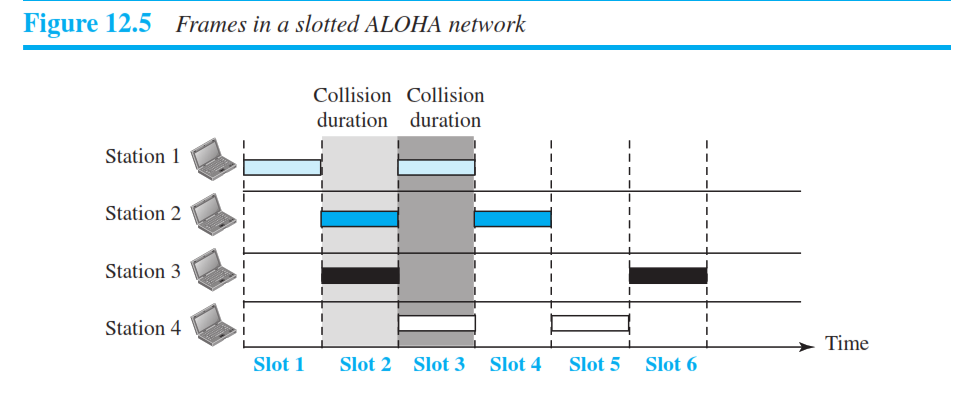 Figure 12.5 Frames in a slotted ALOHA network
Collision duration
Collision duration
Station 1
Station 2
Station 3
Station 4
Time
Slot 1 Slot 2 Slot 3 Slot 4 Slot 5 Slot 6